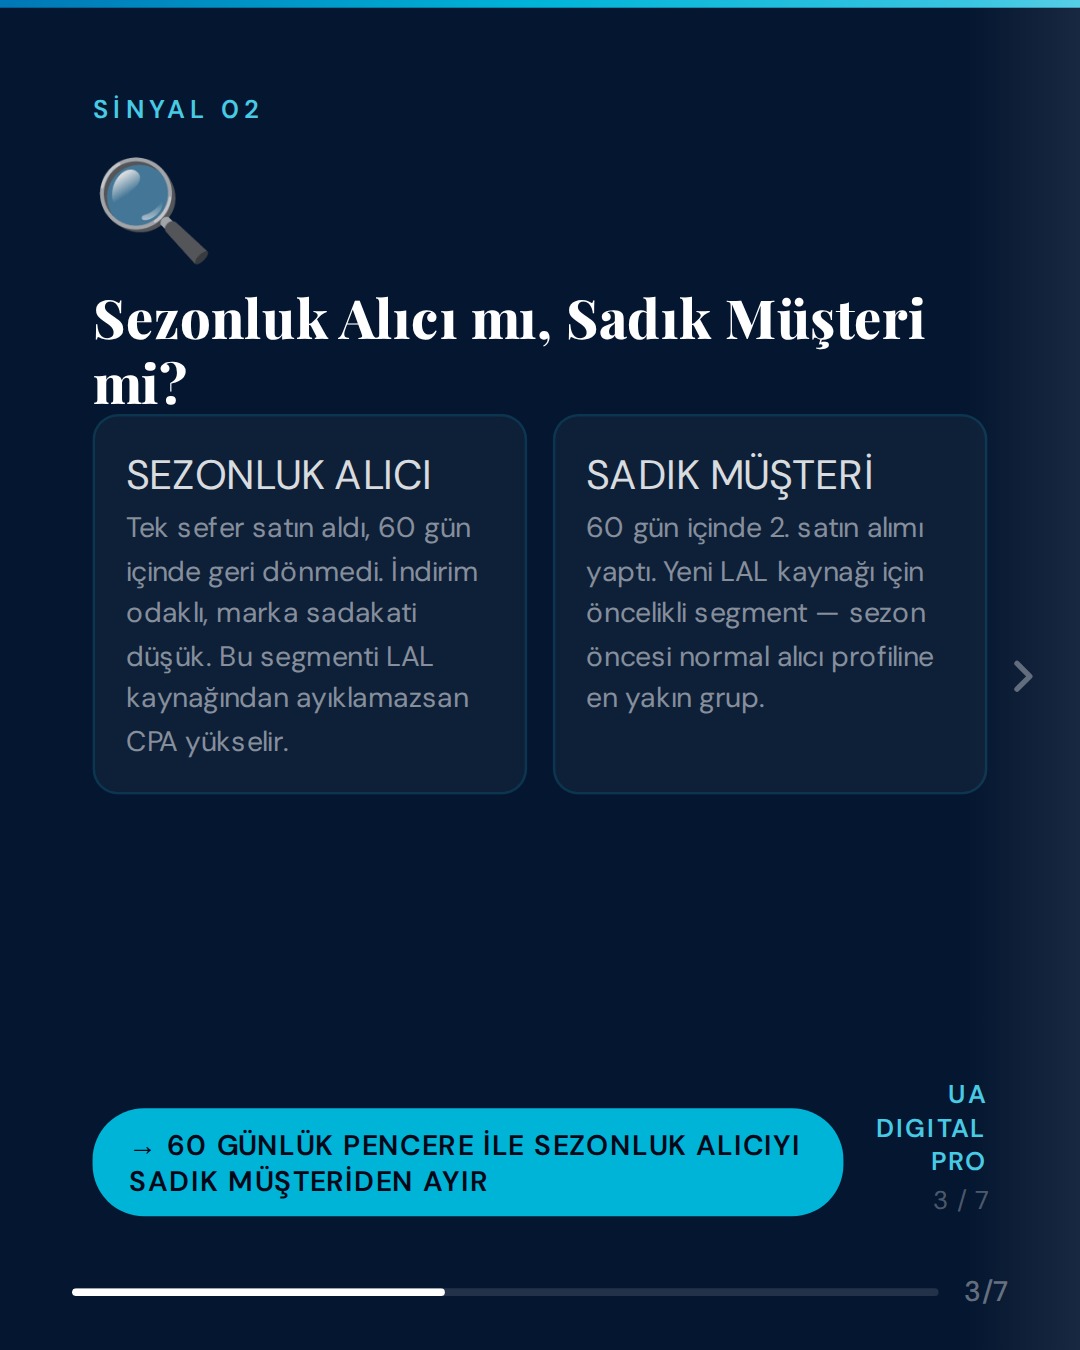 SİNYAL 02
Sezonluk Alıcı mı, Sadık Müşteri
mi?
SEZONLUK ALICI
Tek sefer satın aldı, 60 gün
içinde geri dönmedi. İndirim
odaklı, marka sadakati
düşük. Bu segmenti LAL
kaynağından ayıklamazsan
CPA yükselir.
SADIK MÜŞTERİ
60 gün içinde 2. satın alımı
yaptı. Yeni LAL kaynağı için
öncelikli segment — sezon
öncesi normal alıcı profiline
en yakın grup.
→ 60 GÜNLÜK PENCERE İLE SEZONLUK ALICIYI
SADIK MÜŞTERİDEN AYIR
UA
DIGITAL
PRO
3 / 7
3/7